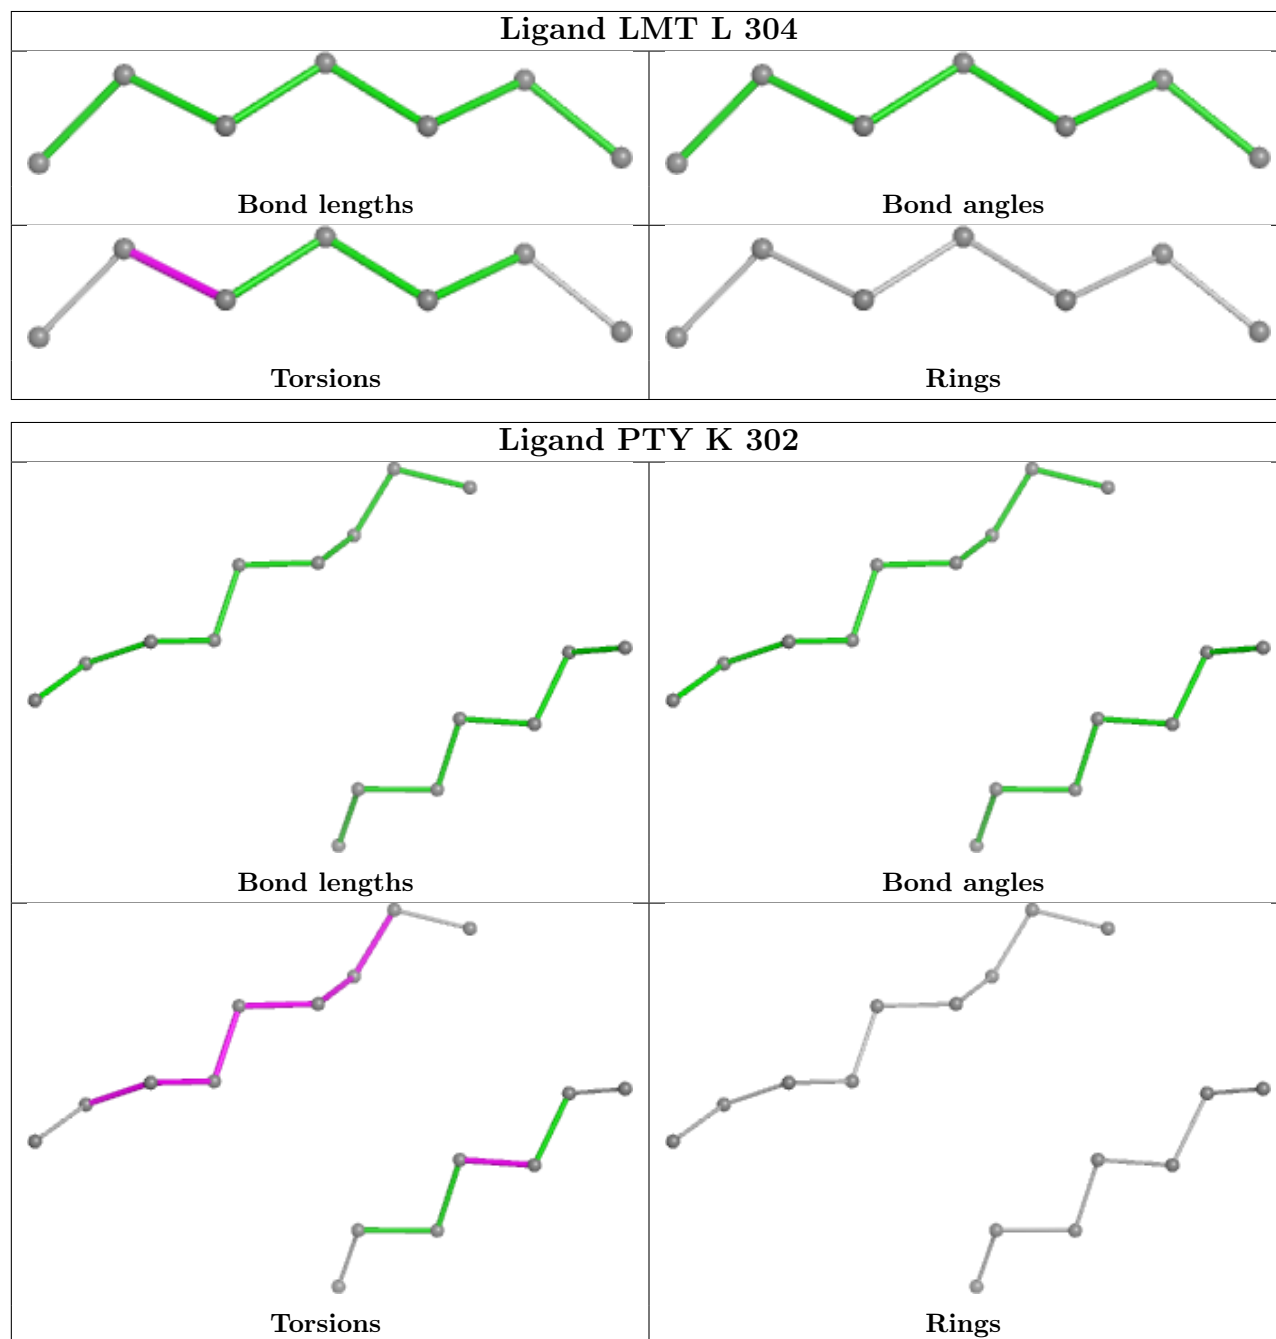 Ligand LMT L 304
Bond lengths
Bond angles
Torsions
Rings
Ligand PTY K 302
Bond lengths
Bond angles
Torsions
Rings